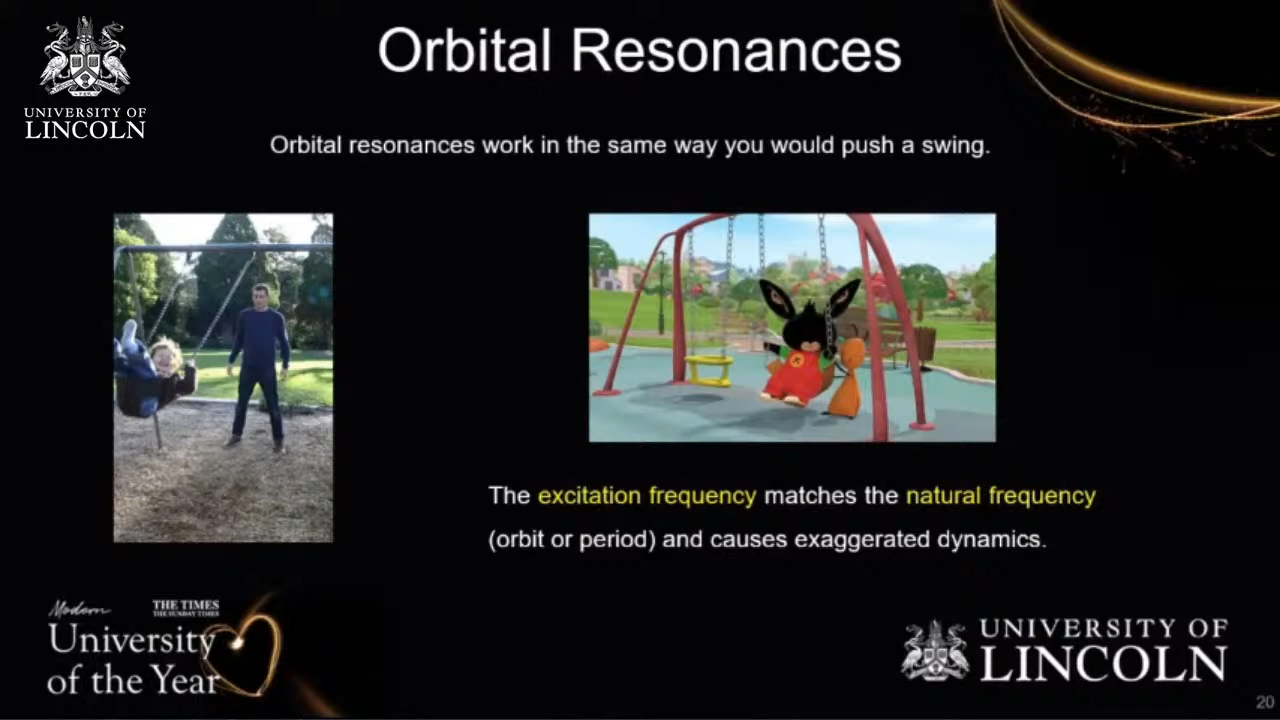 UNIVERSITY OF
LINCOLN
Orbital Resonances
Orbital resonances work in the same way you would push a swing.
The excitation frequency matches the natural frequency
(orbit or period) and causes exaggerated dynamics.
Modern
THE TIMES
THE SUNDAY TIMES
University
of the Year
UNIVERSITY OF
LINCOLN
20